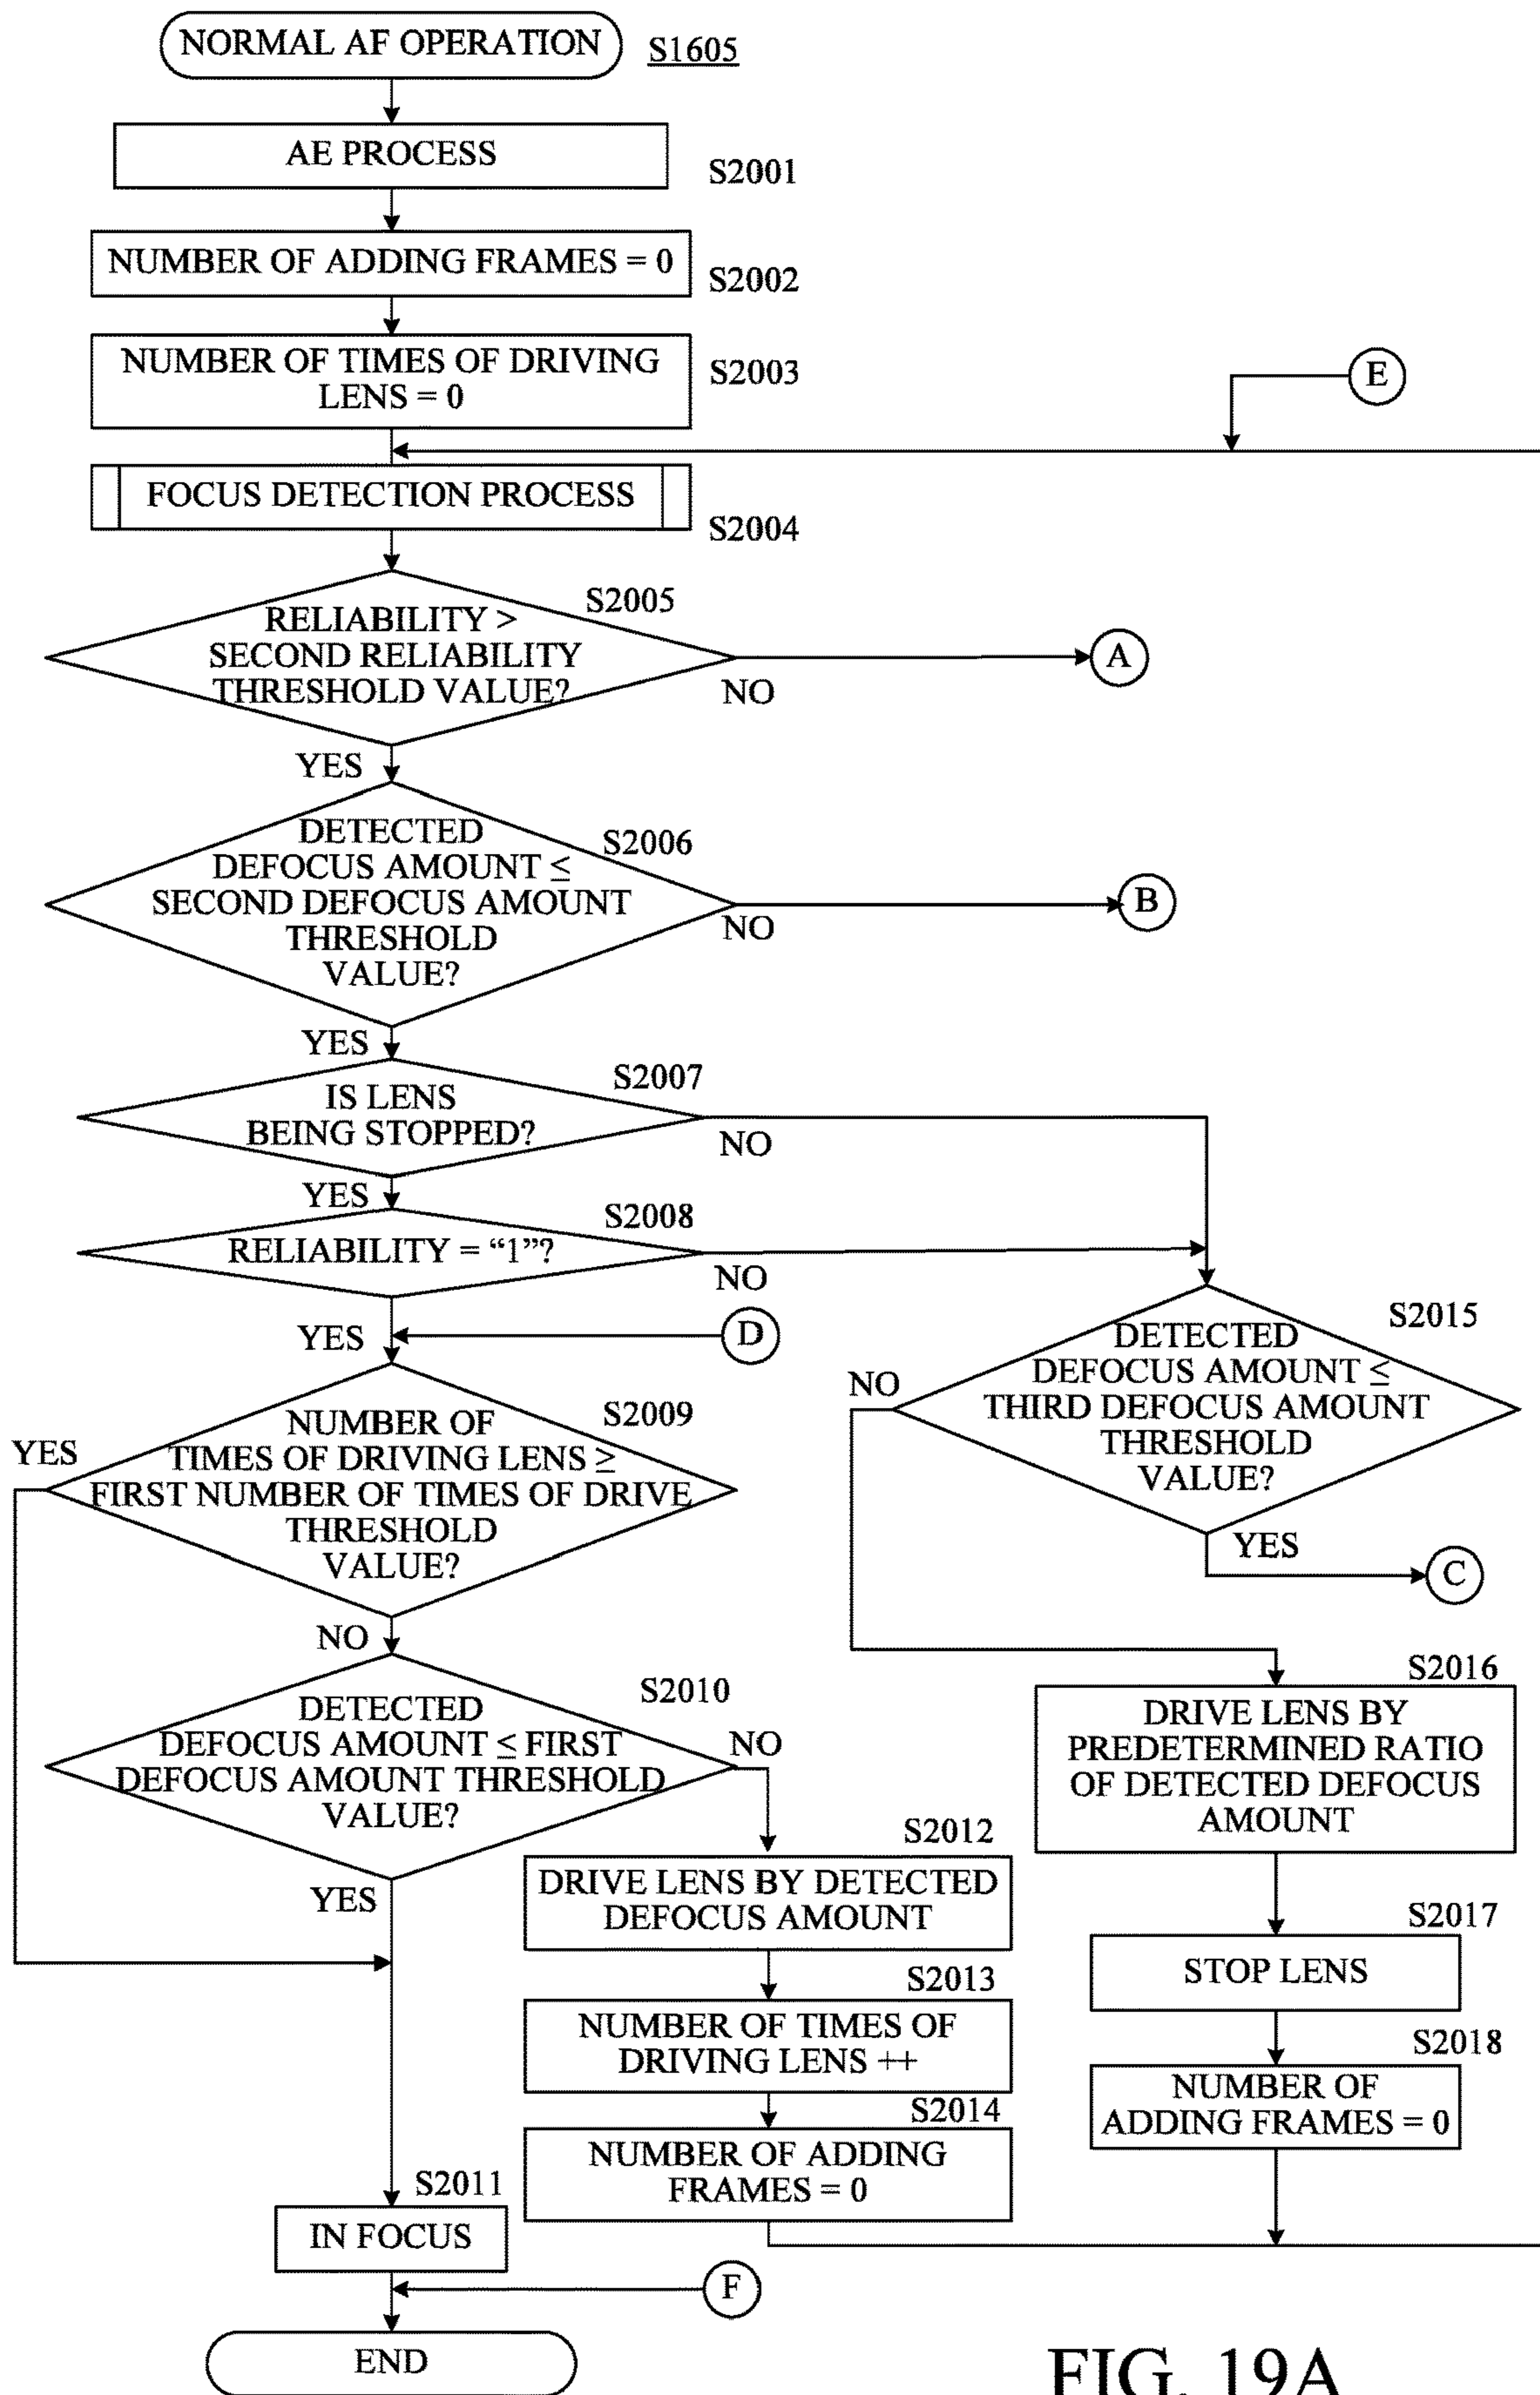 NORMAL AF OPERATION
S1605
AE PROCESS
S2001
NUMBER OF ADDING FRAMES = 0
S2002
NUMBER OF TIMES OF DRIVING
LENS = 0
S2003
E
FOCUS DETECTION PROCESS
S2004
S2005
RELIABILITY >
SECOND RELIABILITY
THRESHOLD VALUE?
NO
A
YES
S2006
DETECTED
DEFOCUS AMOUNT ≤
SECOND DEFOCUS AMOUNT
THRESHOLD
VALUE?
NO
B
YES
S2007
IS LENS
BEING STOPPED?
NO
YES
S2008
RELIABILITY = “1”?
NO
YES
D
S2015
DETECTED
DEFOCUS AMOUNT ≤
THIRD DEFOCUS AMOUNT
THRESHOLD
VALUE?
NO
YES
C
S2009
NUMBER OF
TIMES OF DRIVING LENS ≥
FIRST NUMBER OF TIMES OF DRIVE
THRESHOLD
VALUE?
YES
NO
S2010
DETECTED
DEFOCUS AMOUNT ≤ FIRST
DEFOCUS AMOUNT THRESHOLD
VALUE?
NO
YES
S2016
DRIVE LENS BY
PREDETERMINED RATIO
OF DETECTED DEFOCUS
AMOUNT
S2012
DRIVE LENS BY DETECTED
DEFOCUS AMOUNT
S2017
STOP LENS
S2013
NUMBER OF TIMES OF
DRIVING LENS ++
S2018
NUMBER OF
ADDING FRAMES = 0
S2014
NUMBER OF ADDING
FRAMES = 0
S2011
IN FOCUS
F
END
FIG. 19A